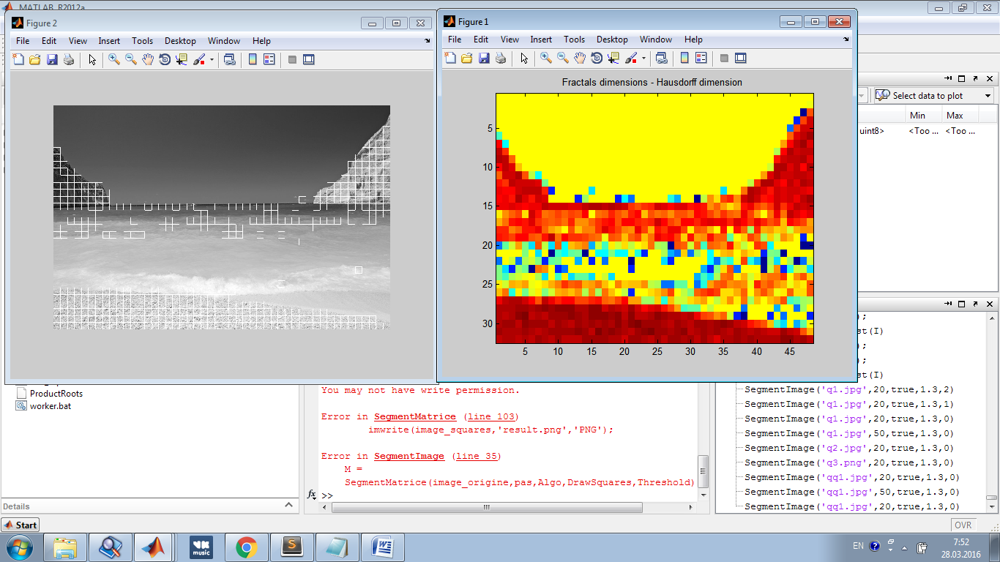 MATLAB R2012a
Figure 2
File Edit View Insert Tools Desktop Window Help
Figure 1
File Edit View Insert Tools Desktop Window Help
Fractals dimensions - Hausdorff dimension
5
10
15
20
25
30
5 10 15 20 25 30 35 40 45
Select data to plot
Min Max
uint8> <Too ... <Too ...
ProductRoots
worker.bat
Details
You may not have write permission.
Error in SegmentMatrice (line 103)
imwrite(image_squares,'result.png','PNG');
Error in SegmentImage (line 35)
M =
SegmentMatrice(image_origine,pas,Algo,DrawSquares,Threshold)
fx >>
);
st(I)
);
);
st(I)
SegmentImage('q1.jpg',20,true,1.3,2)
SegmentImage('q1.jpg',20,true,1.3,1)
SegmentImage('q1.jpg',20,true,1.3,0)
SegmentImage('q1.jpg',50,true,1.3,0)
SegmentImage('q2.jpg',20,true,1.3,0)
SegmentImage('q3.png',20,true,1.3,0)
SegmentImage('qq1.jpg',20,true,1.3,0)
SegmentImage('qq1.jpg',50,true,1.3,0)
SegmentImage('qq1.jpg',20,true,1.3,0)
Start
OVR
music
S
W
EN
7:52
28.03.2016